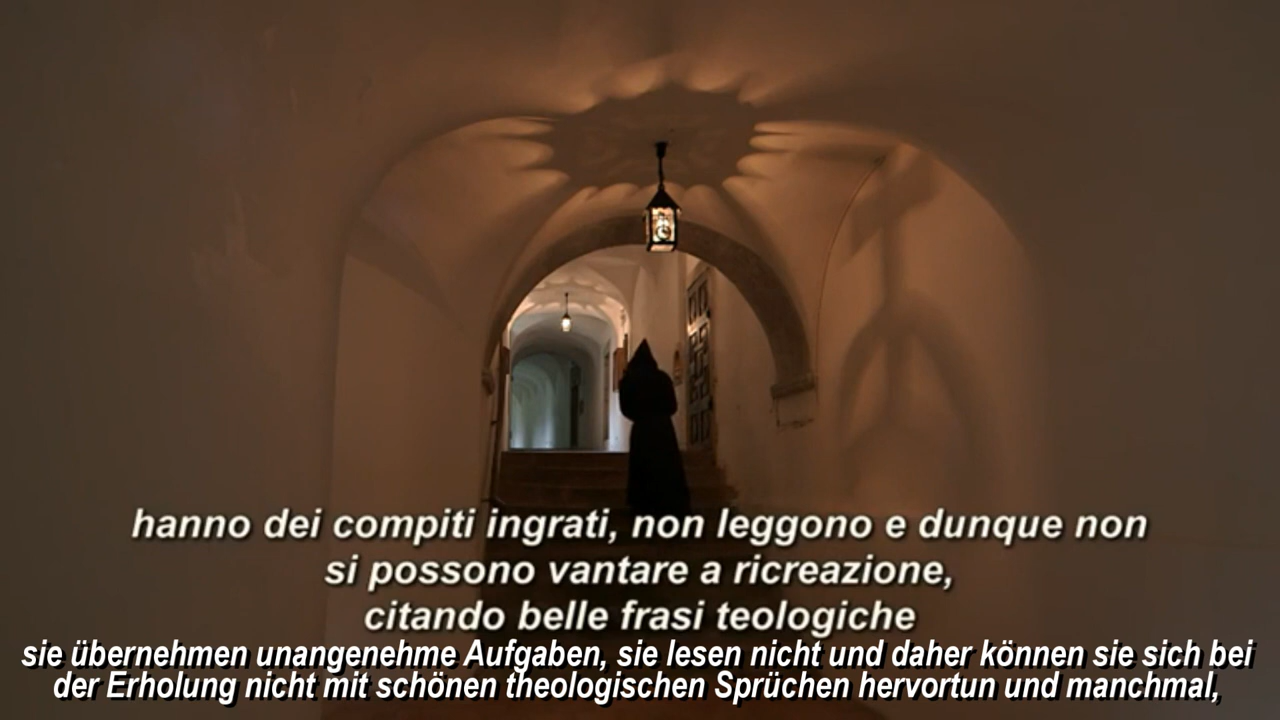 hanno dei compiti ingrati, non leggono e dunque non
si possono vantare a ricreazione,
citando belle frasi teologiche
sie übernehmen unangenehme Aufgaben, sie lesen nicht und daher können sie sich bei
der Erholung nicht mit schönen theologischen Sprüchen hervortun und manchmal,